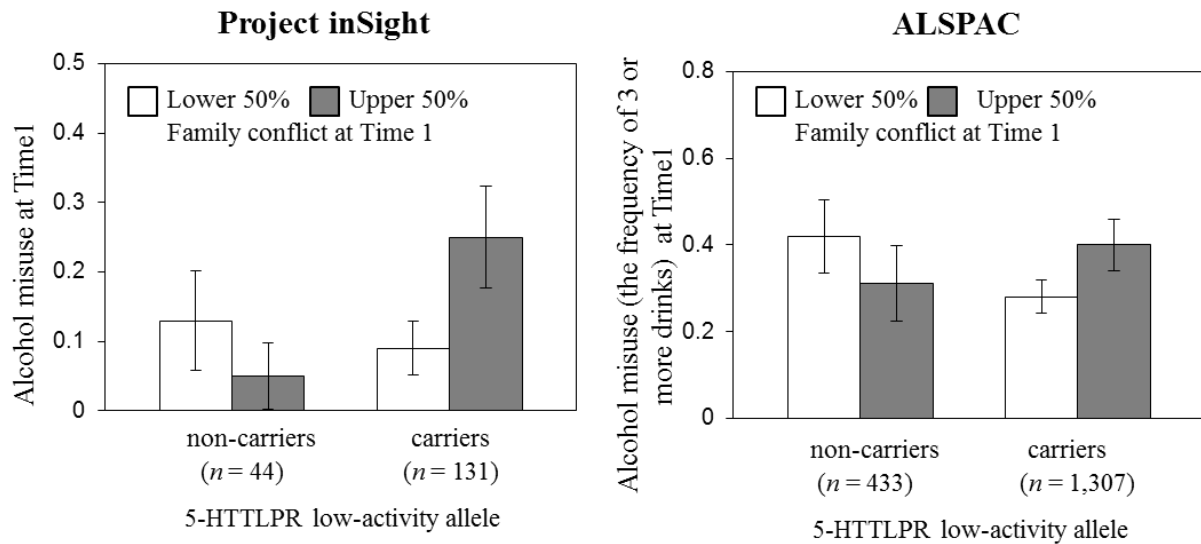 Project inSight
Alcohol misuse at Time1
0.5
0.4
0.3
0.2
0.1
0
Lower 50% Upper 50%
Family conflict at Time 1
non-carriers carriers
(n = 44) (n = 131)
5-HTTLPR low-activity allele
ALSPAC
Alcohol misuse (the frequency of 3 or
more drinks) at Time1
0.8
0.6
0.4
0.2
0
Lower 50% Upper 50%
Family conflict at Time 1
non-carriers carriers
(n = 433) (n = 1,307)
5-HTTLPR low-activity allele